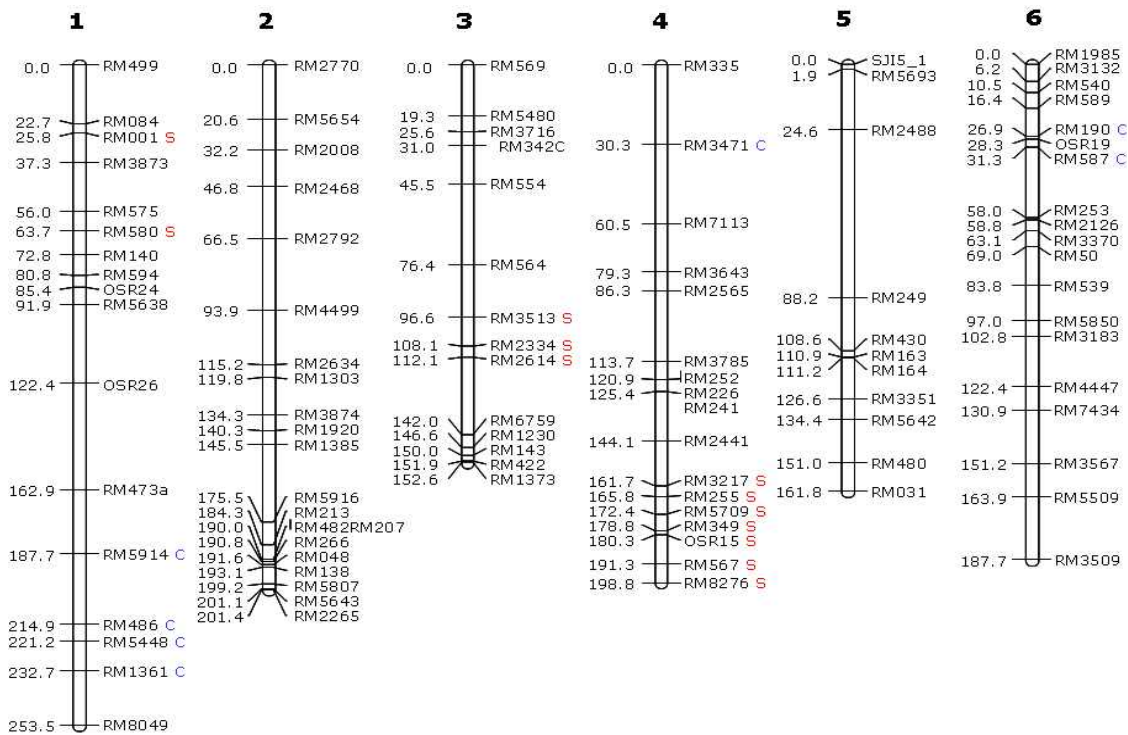 1
0.0 RM499
22.7 RM084
25.8 RM001 S
37.3 RM3873
56.0 RM575
63.7 RM580 S
72.8 RM140
80.8 RM594
85.4 OSR24
91.9 RM5638
122.4 OSR26
162.9 RM473a
187.7 RM5914 C
214.9 RM486 C
221.2 RM5448 C
232.7 RM1361 C
253.5 RM8049
2
0.0 RM2770
20.6 RM5654
32.2 RM2008
46.8 RM2468
66.5 RM2792
93.9 RM4499
115.2 RM2634
119.8 RM1303
134.3 RM3874
140.3 RM1920
145.5 RM1385
175.5 RM5916
184.3 RM213
190.0 RM482RM207
190.8 RM266
191.6 RM048
193.1 RM138
199.2 RM5807
201.1 RM5643
201.4 RM2265
3
0.0 RM569
19.3 RM5480
25.6 RM3716
31.0 RM342C
45.5 RM554
76.4 RM564
96.6 RM3513 S
108.1 RM2334 S
112.1 RM2614 S
142.0 RM6759
146.6 RM1230
150.0 RM143
151.9 RM422
152.6 RM1373
4
0.0 RM335
30.3 RM3471 C
60.5 RM7113
79.3 RM3643
86.3 RM2565
113.7 RM3785
120.9 RM252
125.4 RM226
RM241
144.1 RM2441
161.7 RM3217 S
165.8 RM255 S
172.4 RM5709 S
178.8 RM349 S
180.3 OSR15 S
191.3 RM567 S
198.8 RM8276 S
5
0.0 SJI5_1
1.9 RM5693
24.6 RM2488
88.2 RM249
108.6 RM430
110.9 RM163
111.2 RM164
126.6 RM3351
134.4 RM5642
151.0 RM480
161.8 RM031
6
0.0 RM1985
6.2 RM3132
10.5 RM540
16.4 RM589
26.9 RM190 C
28.3 OSR19
31.3 RM587 C
58.0 RM253
58.8 RM2126
63.1 RM3370
69.0 RM50
83.8 RM539
97.0 RM5850
102.8 RM3183
122.4 RM4447
130.9 RM7434
151.2 RM3567
163.9 RM5509
187.7 RM3509